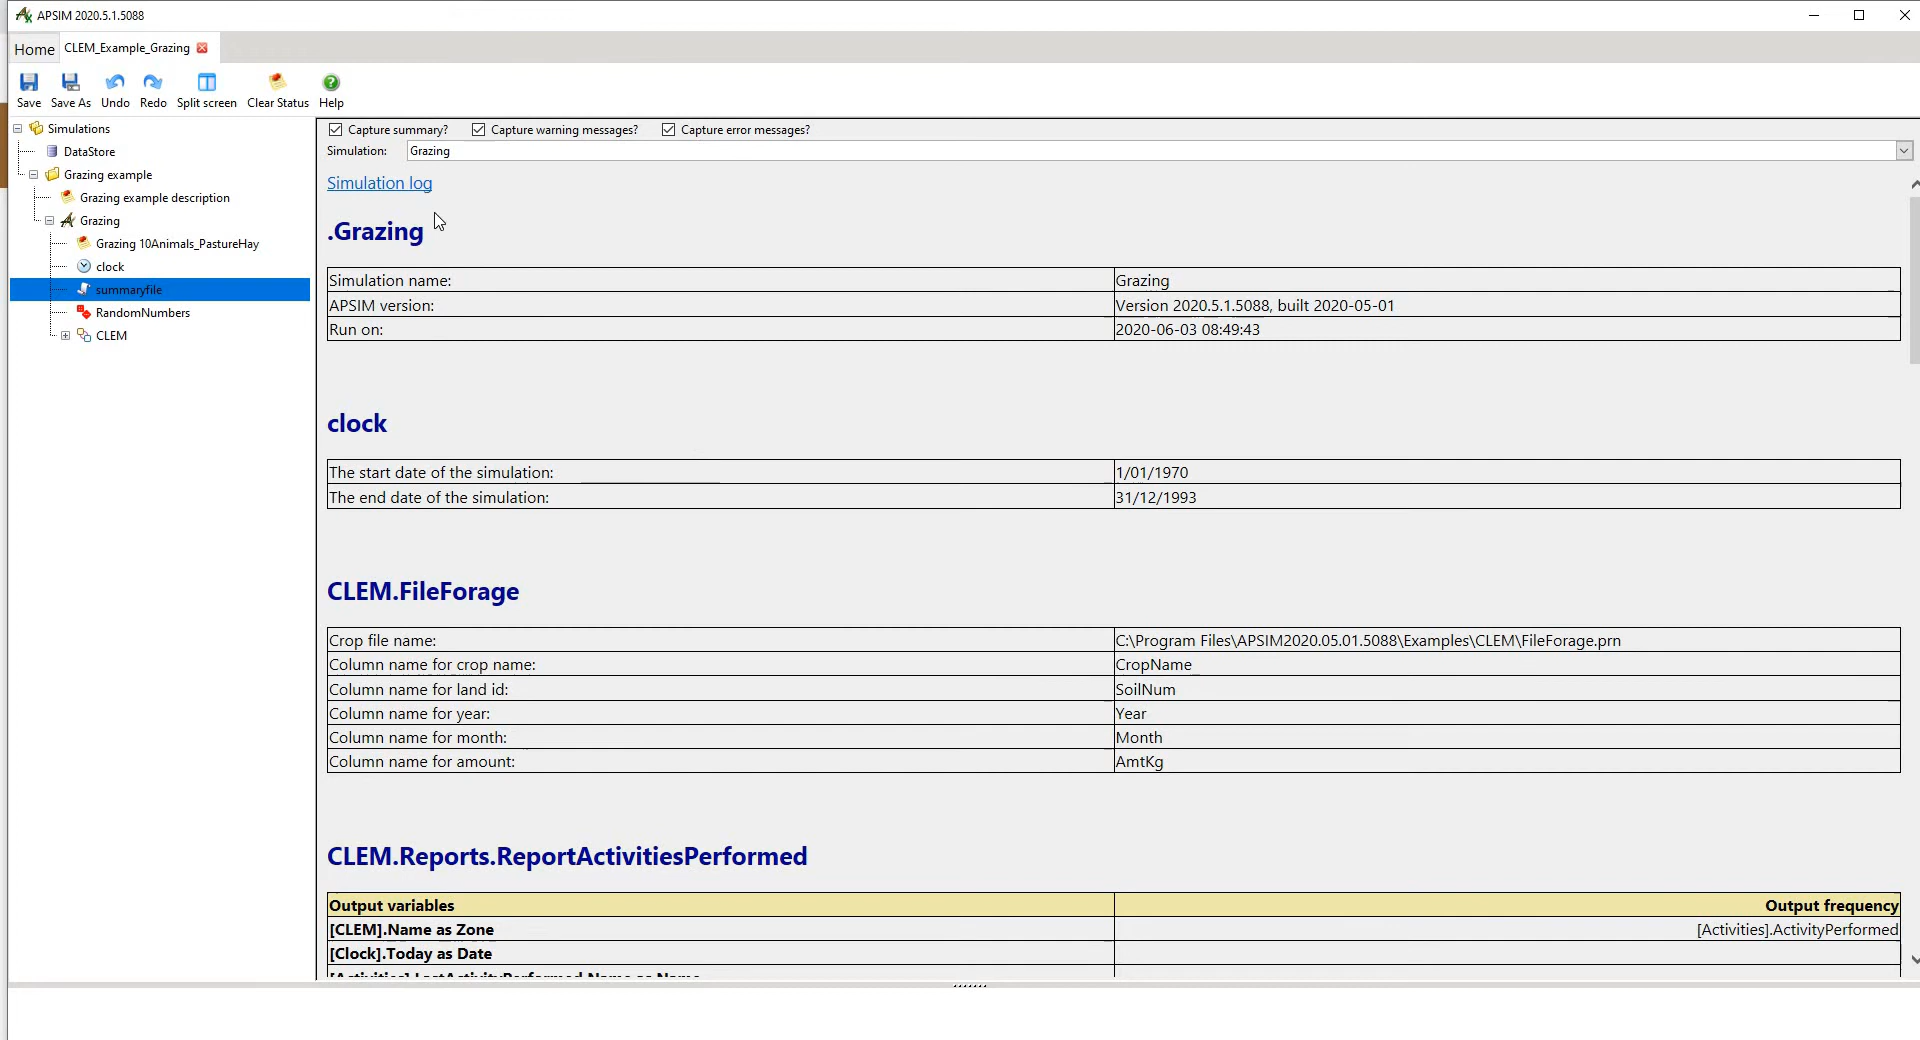 APSIM 2020.5.1.5088
Home CLEM_Example_Grazing
Save Save As Undo Redo Split screen Clear Status Help
Simulations
DataStore
Grazing example
Grazing example description
Grazing
Grazing 10Animals_PastureHay
clock
summaryfile
RandomNumbers
CLEM
Capture summary? Capture warning messages? Capture error messages?
Simulation: Grazing
Simulation log
.Grazing
Simulation name: Grazing
APSIM version: Version 2020.5.1.5088, built 2020-05-01
Run on: 2020-06-03 08:49:43
clock
The start date of the simulation: 1/01/1970
The end date of the simulation: 31/12/1993
CLEM.FileForage
Crop file name: C:\Program Files\APSIM2020.05.01.5088\Examples\CLEM\FileForage.prn
Column name for crop name: CropName
Column name for land id: SoilNum
Column name for year: Year
Column name for month: Month
Column name for amount: AmtKg
CLEM.Reports.ReportActivitiesPerformed
Output variables Output frequency
[CLEM].Name as Zone [Activities].ActivityPerformed
[Clock].Today as Date
[Activities].LastActivityPerformed.Name as Name